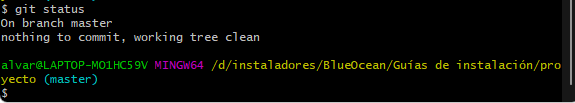 $ git status
On branch master
nothing to commit, working tree clean
alvar@LAPTOP-MO1HC59V MINGW64 /d/instaladores/BlueOcean/Guías de instalación/pro
yecto (master)
$